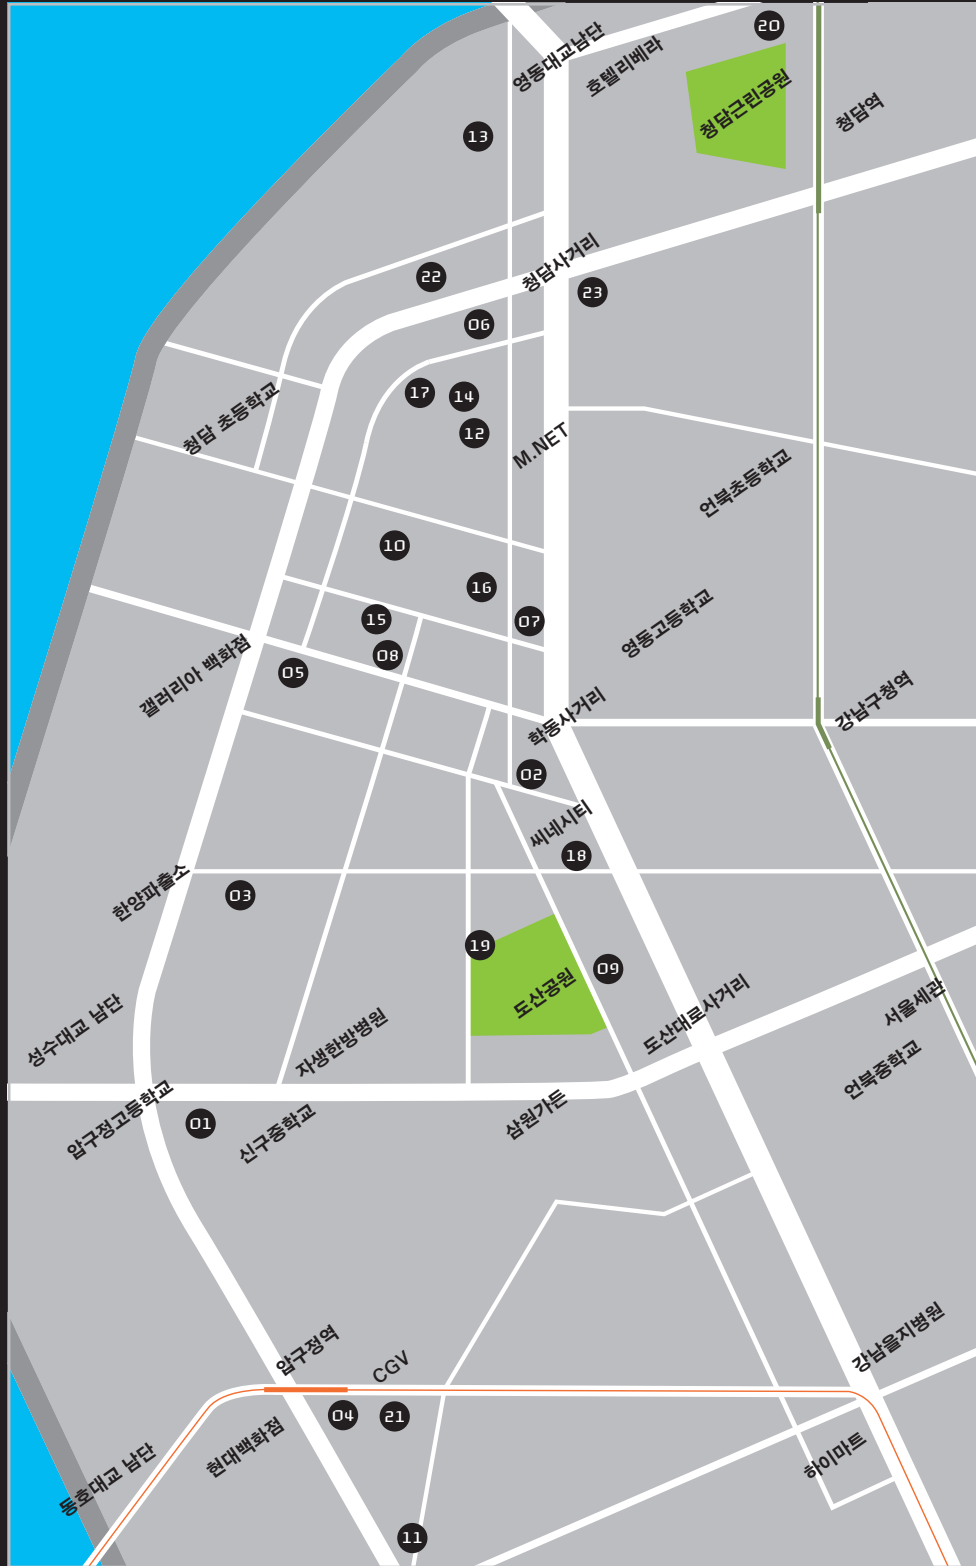 20
영동대교남단
호텔리베라
청담근린공원
청담역
13
청담사거리
22
23
06
청담 초등학교
17
14
12
M.NET
언북초등학교
10
16
15
07
영동고등학교
08
갤러리아 백화점
05
강남구청역
학동사거리
02
씨네시티
18
한양파출소
03
19
09
도산공원
도산대로사거리
서울세관
성수대교 남단
자생한방병원
언북중학교
압구정고등학교
01
신구중학교
삼원가든
강남을지병원
압구정역
CGV
04
21
현대백화점
하이마트
동호대교 남단
11